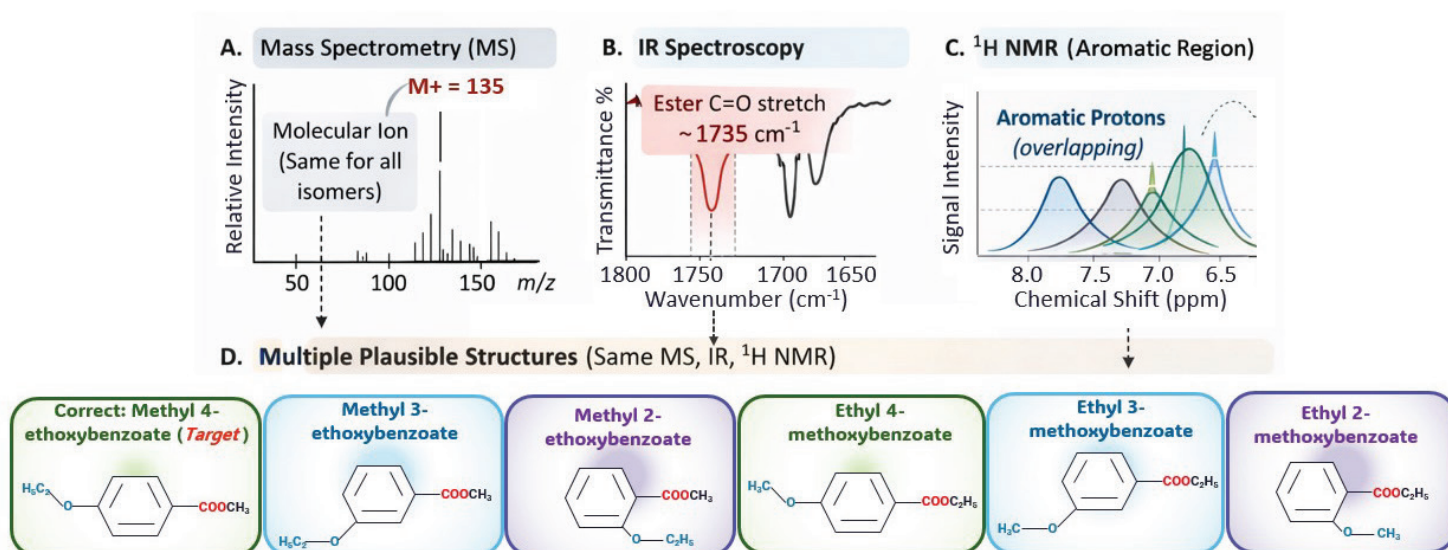 A. Mass Spectrometry (MS)
M+ = 135
Molecular Ion
(Same for all
isomers)
Relative Intensity
50 100 150 m/z
B. IR Spectroscopy
Ester C=O stretch
~ 1735 cm⁻¹
Transmittance %
1800 1750 1700 1650
Wavenumber (cm⁻¹)
C. ¹H NMR (Aromatic Region)
Aromatic Protons
(overlapping)
Signal Intensity
8.0 7.5 7.0 6.5
Chemical Shift (ppm)
D. Multiple Plausible Structures (Same MS, IR, ¹H NMR)
Correct: Methyl 4-
ethoxybenzoate (Target)
H₅C₂
O
COOCH₃
Methyl 3-
ethoxybenzoate
COOCH₃
H₅C₂ O
Methyl 2-
ethoxybenzoate
COOCH₃
O C₂H₅
Ethyl 4-
methoxybenzoate
H₃C
O
COOC₂H₅
Ethyl 3-
methoxybenzoate
COOC₂H₅
H₃C O
Ethyl 2-
methoxybenzoate
COOC₂H₅
O CH₃